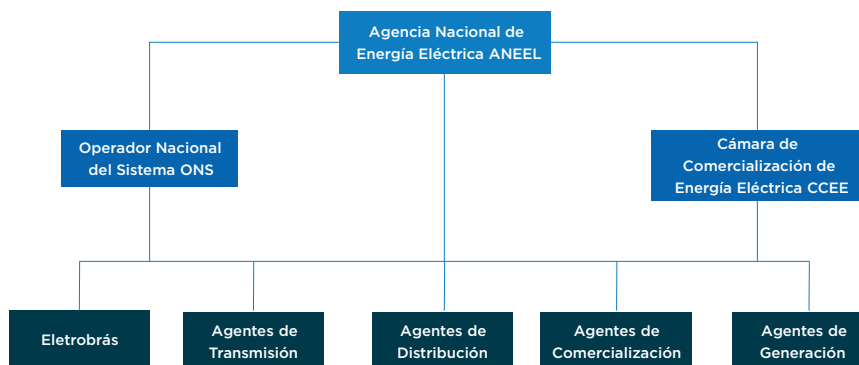 Agencia Nacional de
Energía Eléctrica ANEEL
Operador Nacional
del Sistema ONS
Cámara de
Comercialización de
Energía Eléctrica CCEE
Eletrobrás
Agentes de
Transmisión
Agentes de
Distribución
Agentes de
Comercialización
Agentes de
Generación